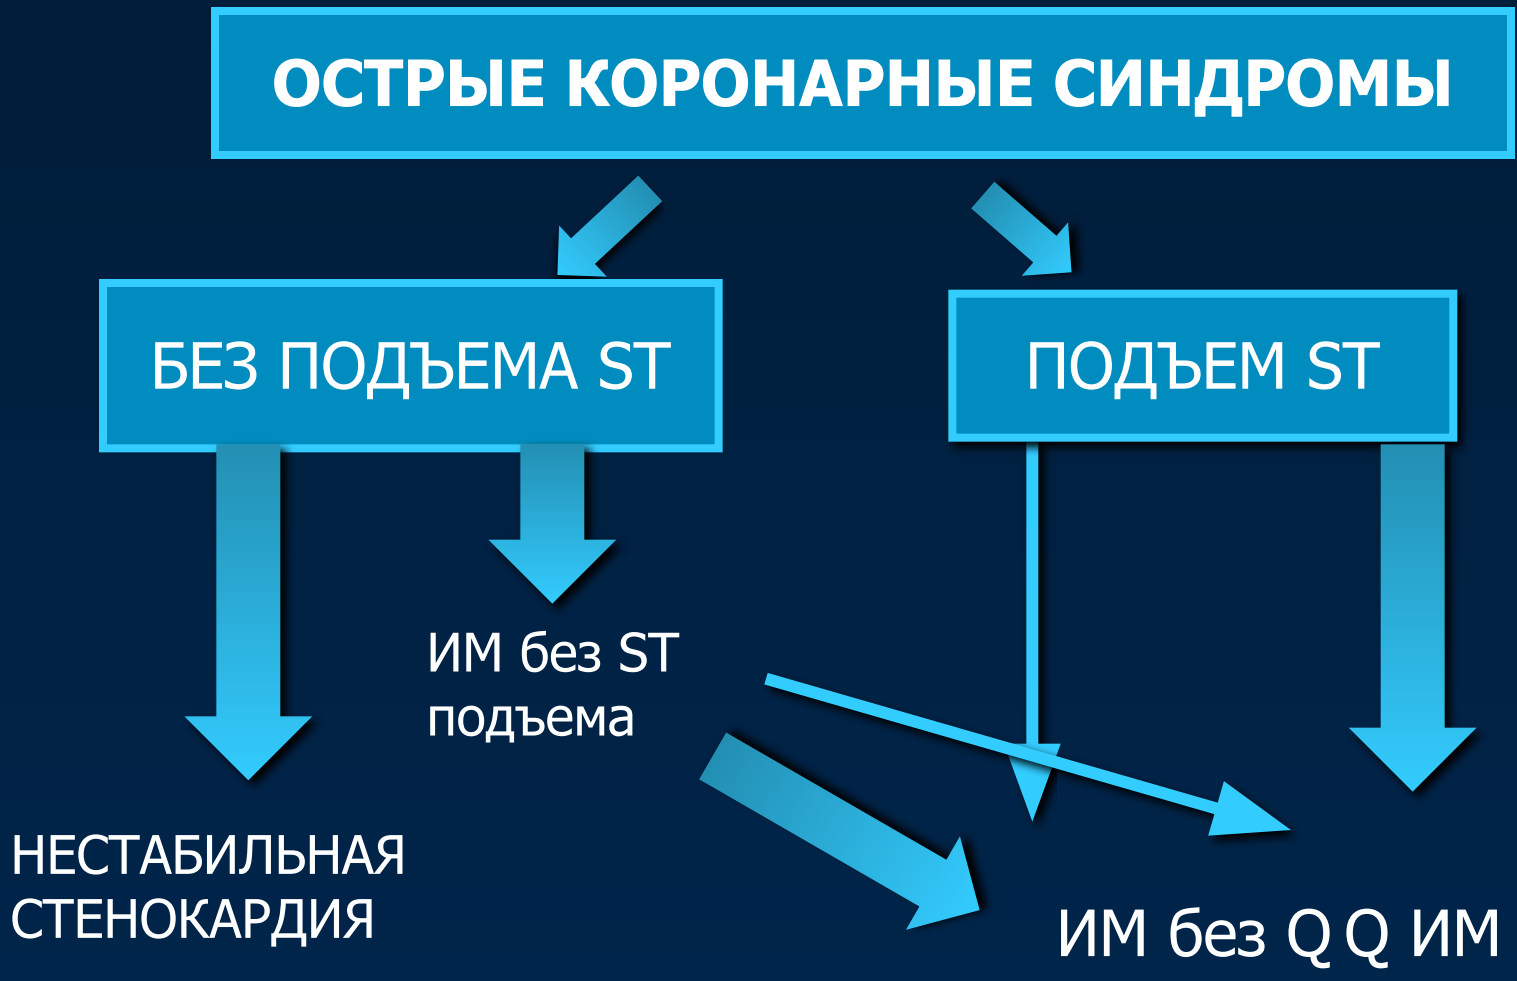 ОСТРЫЕ КОРОНАРНЫЕ СИНДРОМЫ
БЕЗ ПОДЪЕМА ST
ПОДЪЕМ ST
ИМ без ST
подъема
НЕСТАБИЛЬНАЯ
СТЕНОКАРДИЯ
ИМ без Q Q ИМ